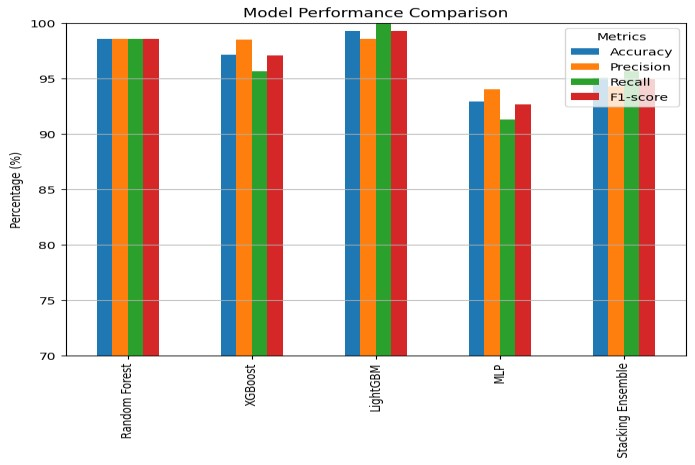 Model Performance Comparison
Percentage (%)
100
95
90
85
80
75
70
Metrics
Accuracy
Precision
Recall
F1-score
Random Forest
XGBoost
LightGBM
MLP
Stacking Ensemble